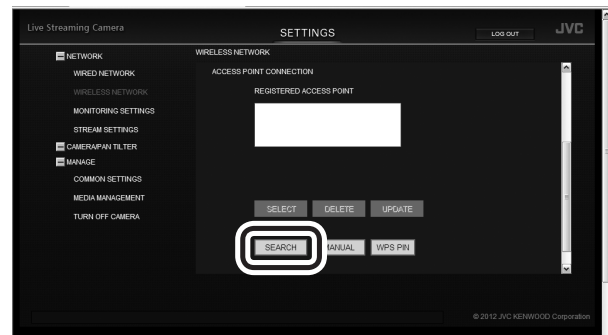 Live Streaming Camera
SETTINGS
LOG OUT
JVC
NETWORK
WIRED NETWORK
WIRELESS NETWORK
MONITORING SETTINGS
STREAM SETTINGS
CAMERA/PAN TILTER
MANAGE
COMMON SETTINGS
MEDIA MANAGEMENT
TURN OFF CAMERA
WIRELESS NETWORK
ACCESS POINT CONNECTION
REGISTERED ACCESS POINT
SELECT DELETE UPDATE
SEARCH MANUAL WPS PIN
© 2012 JVC KENWOOD Corporation